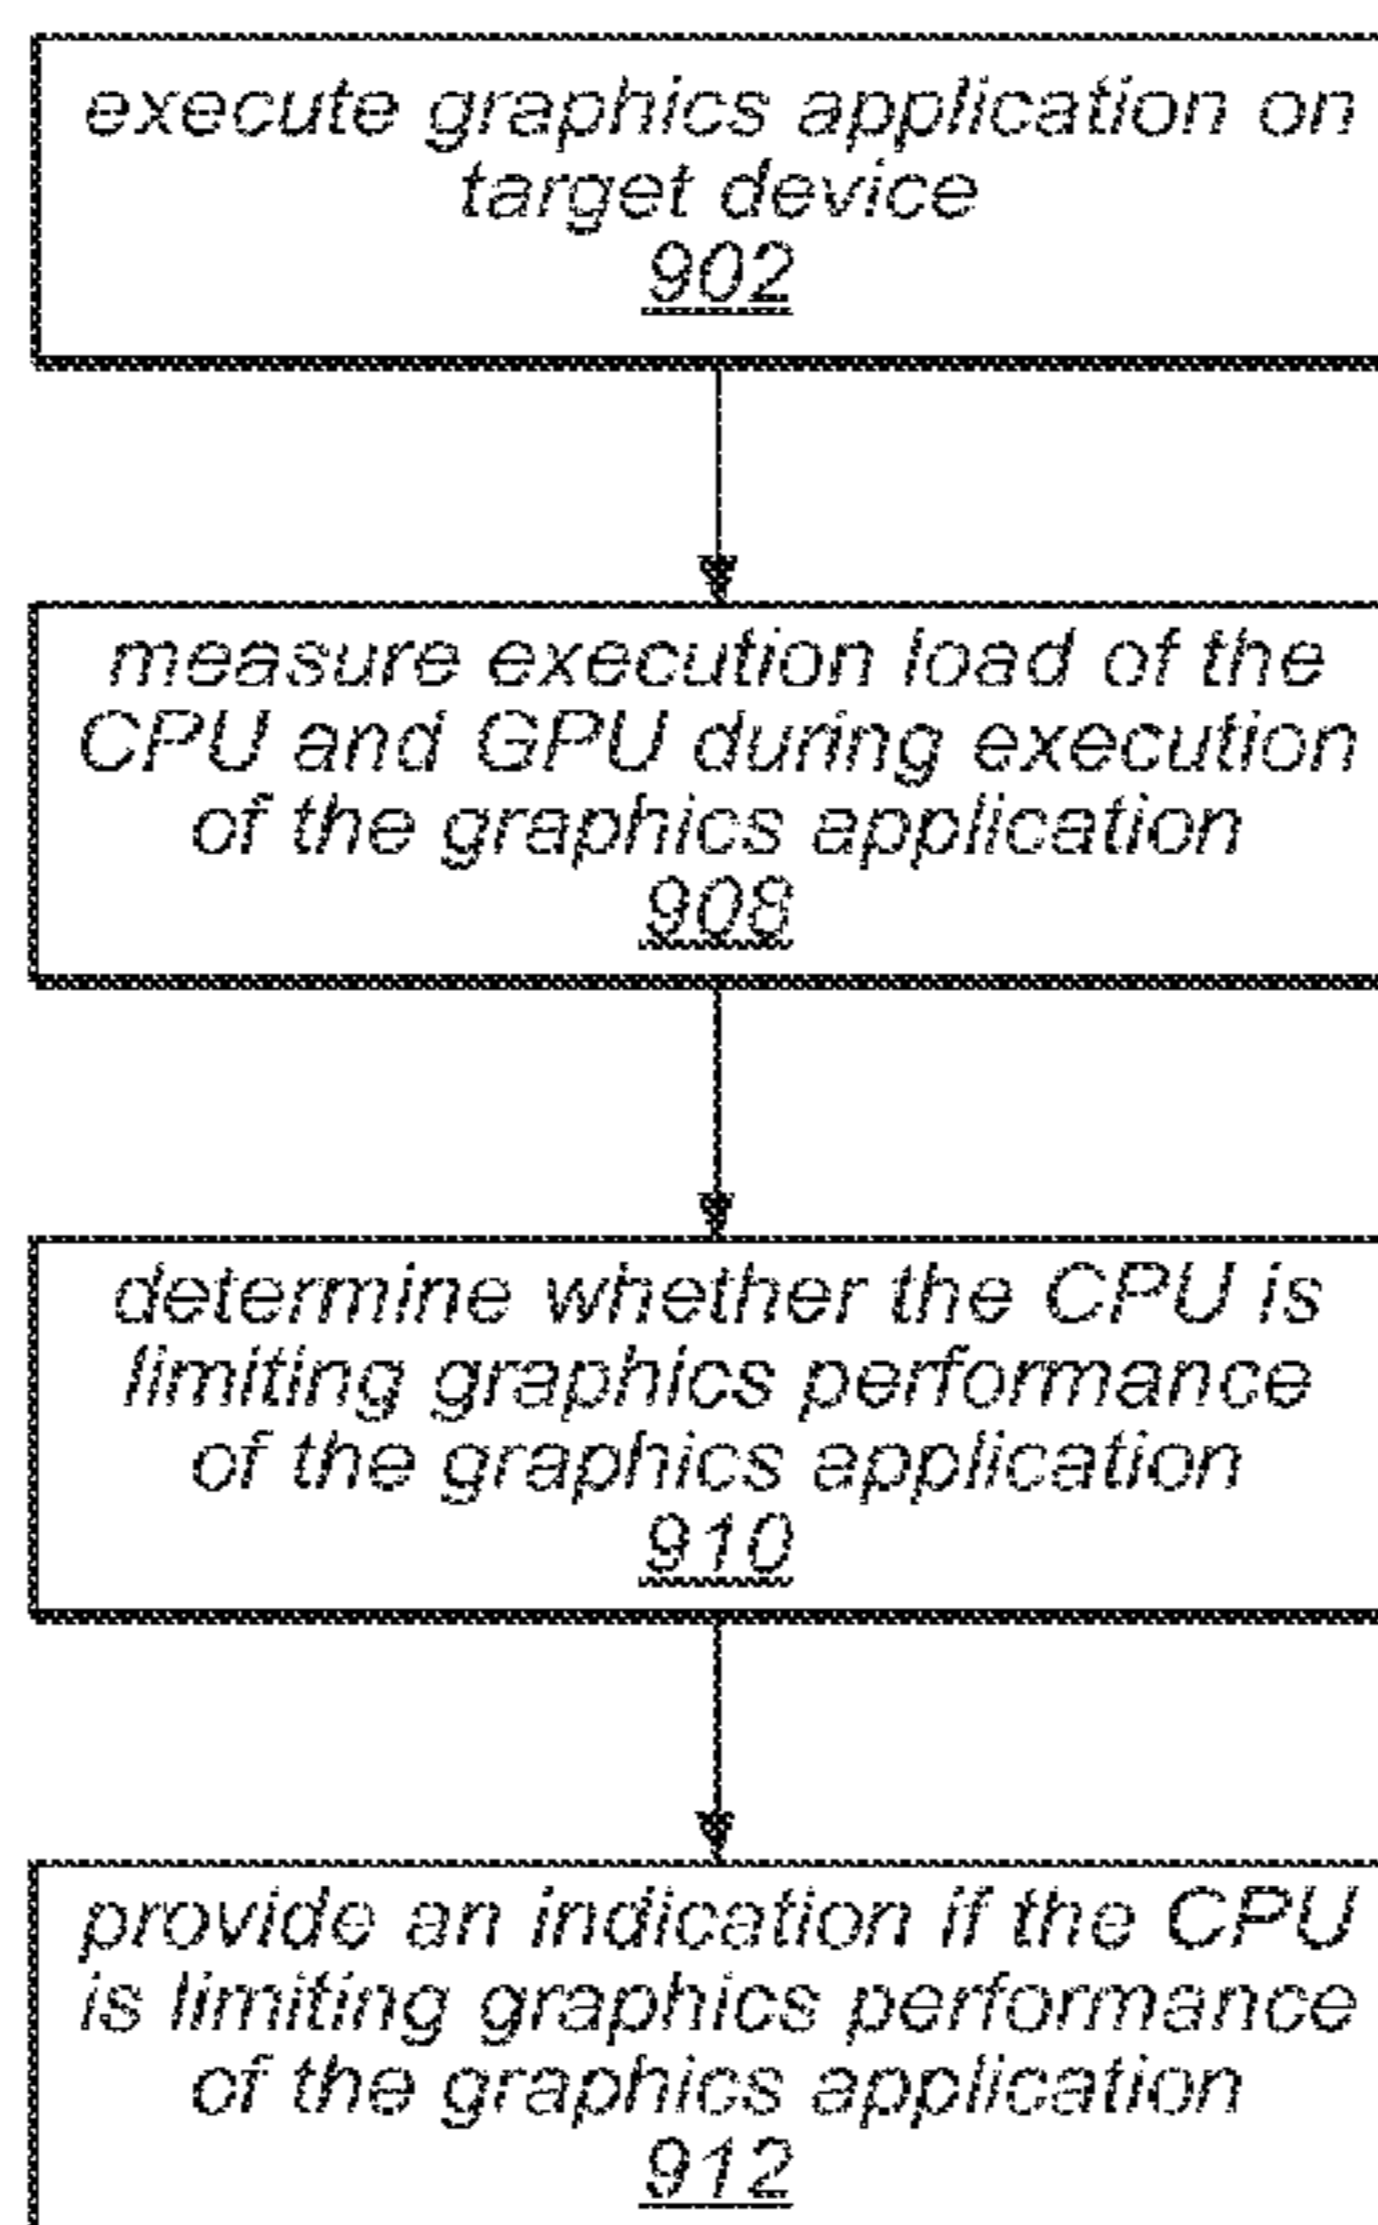 execute graphics application on
target device
902
measure execution load of the
CPU and GPU during execution
of the graphics application
908
determine whether the CPU is
limiting graphics performance
of the graphics application
910
provide an indication if the CPU
is limiting graphics performance
of the graphics application
912